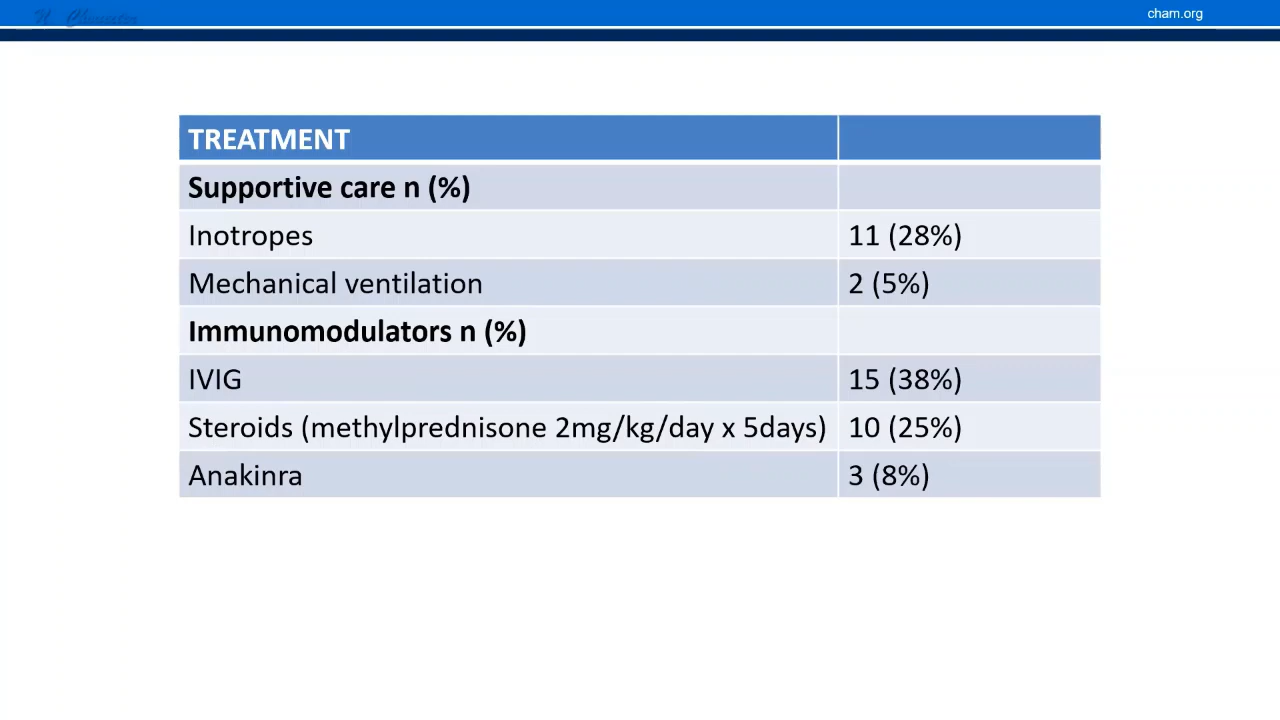 cham.org
TREATMENT
Supportive care n (%)
Inotropes 11 (28%)
Mechanical ventilation 2 (5%)
Immunomodulators n (%)
IVIG 15 (38%)
Steroids (methylprednisone 2mg/kg/day x 5days) 10 (25%)
Anakinra 3 (8%)